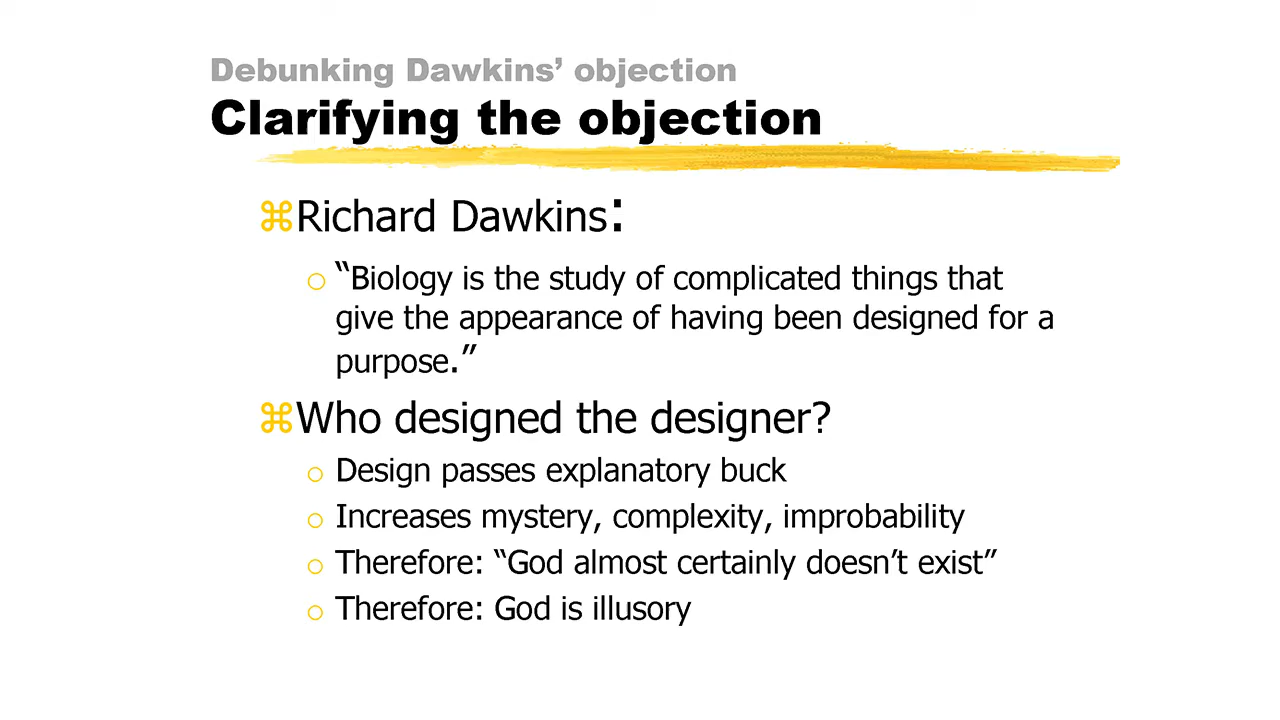 Debunking Dawkins’ objection
Clarifying the objection
⌘Richard Dawkins:
○ “Biology is the study of complicated things that
give the appearance of having been designed for a
purpose.”
⌘Who designed the designer?
○ Design passes explanatory buck
○ Increases mystery, complexity, improbability
○ Therefore: “God almost certainly doesn’t exist”
○ Therefore: God is illusory